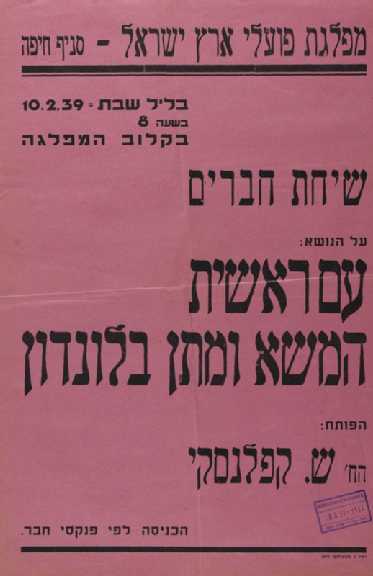 מפלגת פועלי ארץ ישראל - סניף חיפה
בליל שבת - 10.2.39
בשעה 8
בקלוב המפלגה
שיחת חברים
על הנושא:
עם ראשית
המשא ומתן בלונדון
הפותח:
הח' ש. קפלנסקי
הכניסה לפי פנקסי חבר.